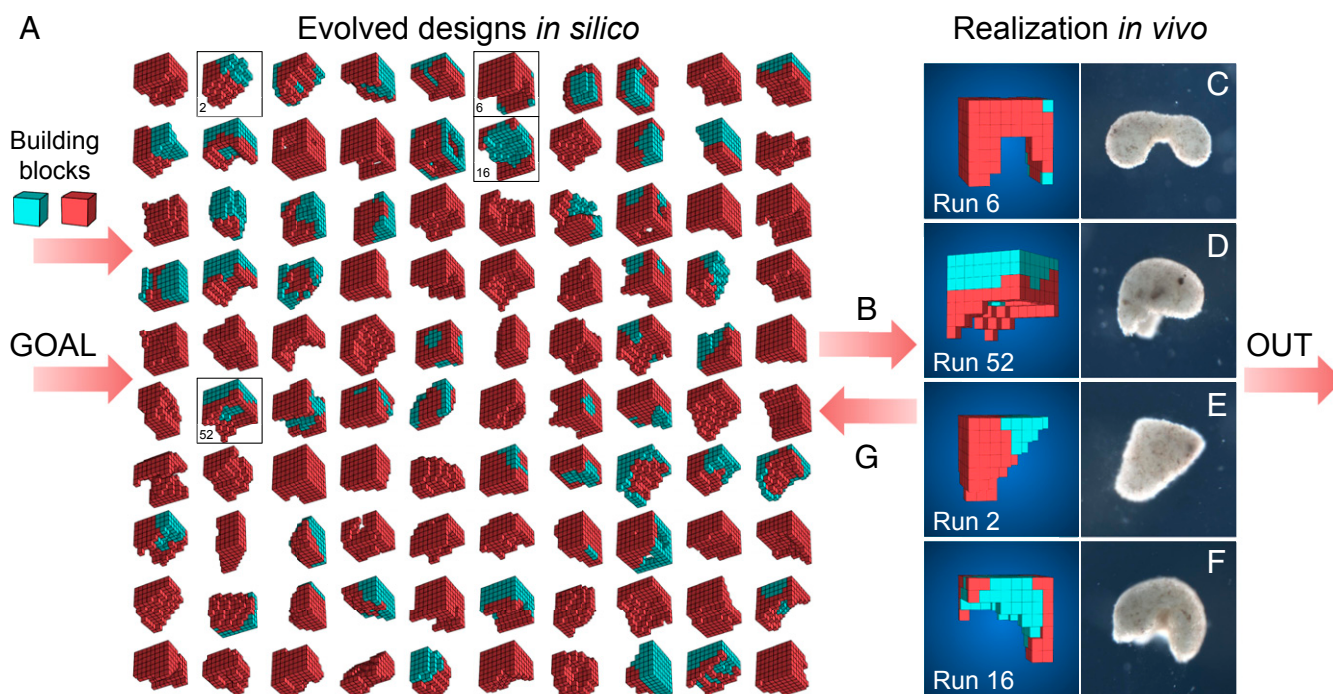 A
Evolved designs in silico
Realization in vivo
Building
blocks
GOAL
2
6
16
52
B
G
Run 6
C
Run 52
D
Run 2
E
Run 16
F
OUT